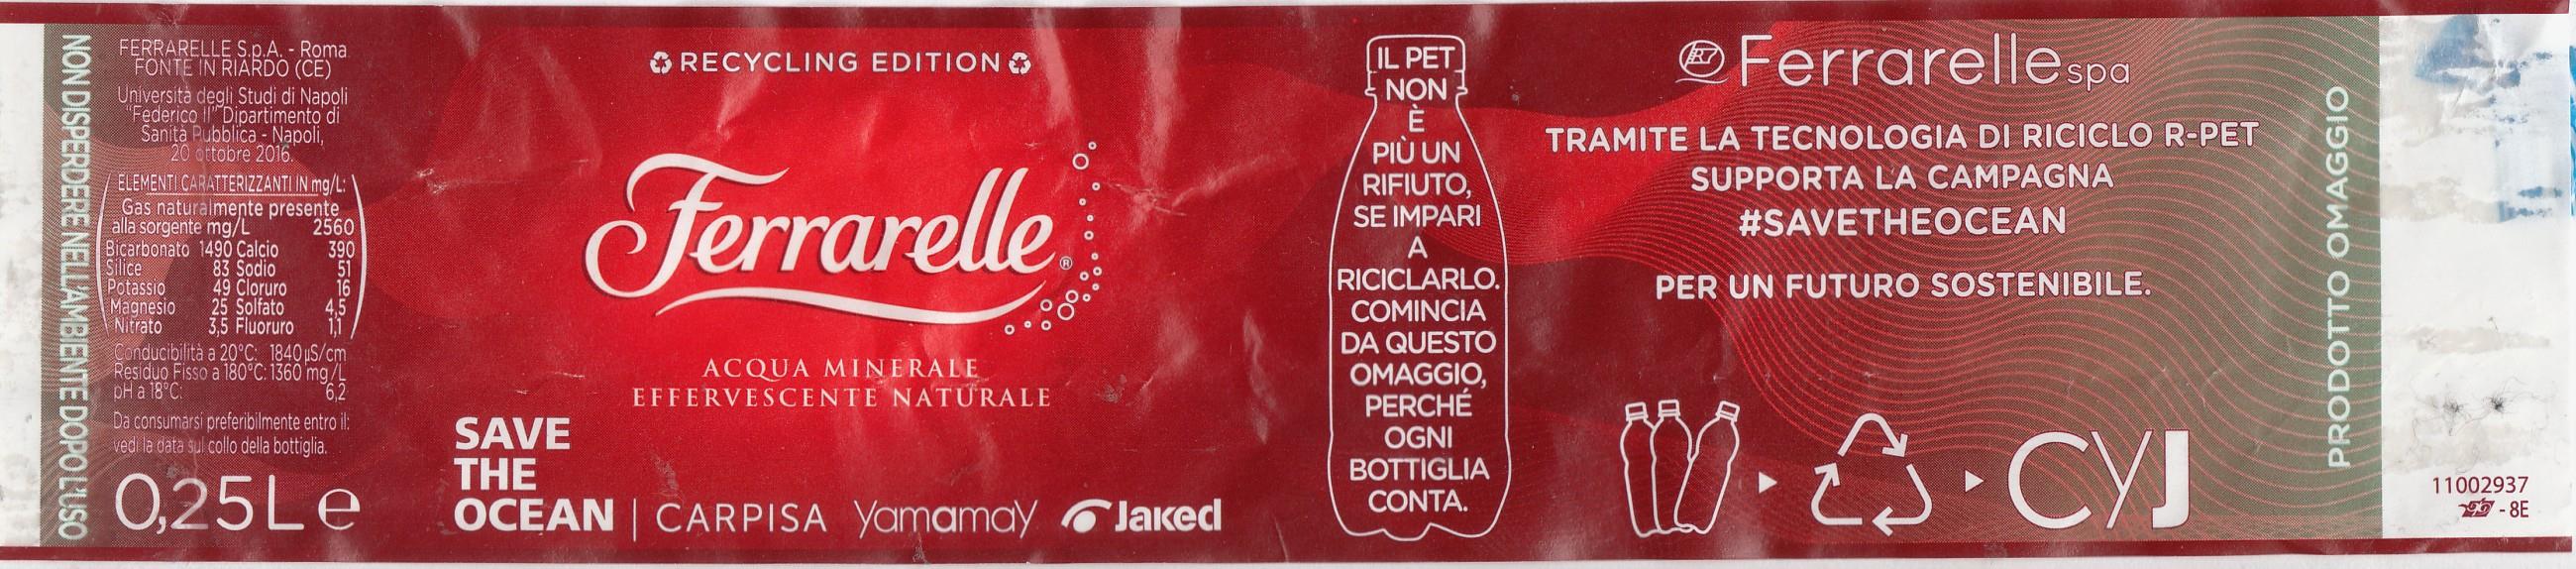 NON DISPERDERE NELL'AMBIENTE DOPO L'USO
FERRARELLE S.p.A. - Roma
FONTE IN RIARDO (CE)
Università degli Studi di Napoli
"Federico II" Dipartimento di
Sanità Pubblica - Napoli,
20 ottobre 2016.
ELEMENTI CARATTERIZZANTI IN mg/L:
Gas naturalmente presente
alla sorgente mg/L 2560
Bicarbonato 1490 Calcio 390
Silice 83 Sodio 51
Potassio 49 Cloruro 16
Magnesio 25 Solfato 4,5
Nitrato 3,5 Fluoruro 1,1
Conducibilità a 20°C: 1840 µS/cm
Residuo Fisso a 180°C: 1360 mg/L
pH a 18°C: 6,2
Da consumarsi preferibilmente entro il:
vedi la data sul collo della bottiglia.
0,25L e
RECYCLING EDITION
Ferrarelle®
ACQUA MINERALE
EFFERVESCENTE NATURALE
SAVE
THE
OCEAN | CARPISA Yamamay Jaked
IL PET
NON
È
PIÙ UN
RIFIUTO,
SE IMPARI
A
RICICLARLO.
COMINCIA
DA QUESTO
OMAGGIO,
PERCHÉ
OGNI
BOTTIGLIA
CONTA.
Ferrarelle spa
TRAMITE LA TECNOLOGIA DI RICICLO R-PET
SUPPORTA LA CAMPAGNA
#SAVETHEOCEAN
PER UN FUTURO SOSTENIBILE.
CYJ
PRODOTTO OMAGGIO
11002937
- 8E